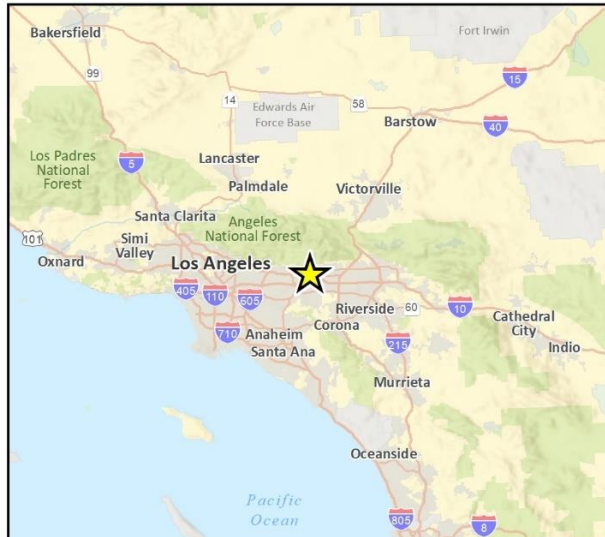 Bakersfield
Fort Irwin
99
15
14
Edwards Air
Force Base
58
Barstow
40
Los Padres
National
Forest
5
Lancaster
Palmdale
Victorville
Santa Clarita
Angeles
National Forest
101
Simi
Valley
Oxnard
Los Angeles
405
110
605
Riverside
60
10
Cathedral
City
Indio
Corona
710
Anaheim
Santa Ana
215
Murrieta
Oceanside
Pacific
Ocean
805
8